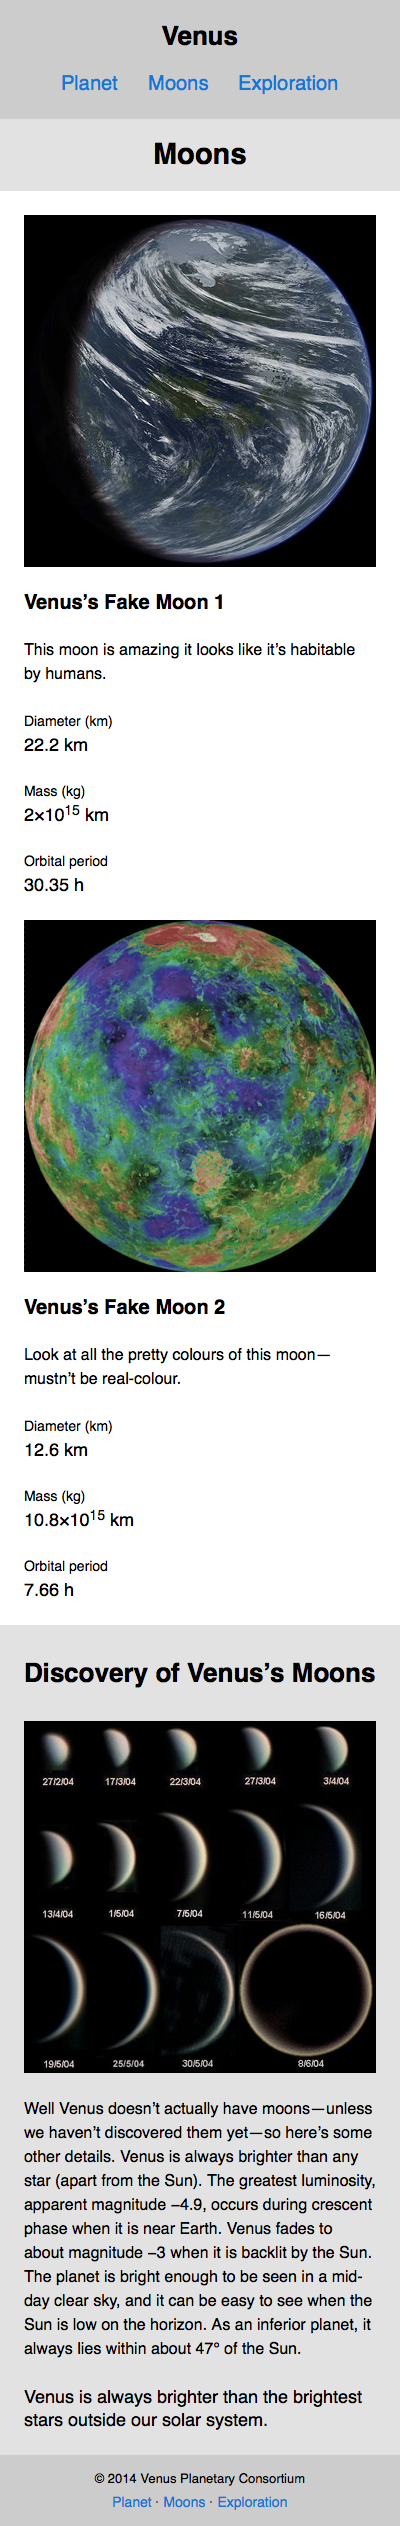 Venus
Planet Moons Exploration
Moons
Venus’s Fake Moon 1
This moon is amazing it looks like it’s habitable
by humans.
Diameter (km)
22.2 km
Mass (kg)
2×10¹⁵ km
Orbital period
30.35 h
Venus’s Fake Moon 2
Look at all the pretty colours of this moon—
mustn’t be real-colour.
Diameter (km)
12.6 km
Mass (kg)
10.8×10¹⁵ km
Orbital period
7.66 h
Discovery of Venus’s Moons
27/2/04 17/3/04 22/3/04 27/3/04 3/4/04
13/4/04 1/5/04 7/5/04 11/5/04 16/5/04
19/5/04 25/5/04 30/5/04 8/6/04
Well Venus doesn’t actually have moons—unless
we haven’t discovered them yet—so here’s some
other details. Venus is always brighter than any
star (apart from the Sun). The greatest luminosity,
apparent magnitude −4.9, occurs during crescent
phase when it is near Earth. Venus fades to
about magnitude −3 when it is backlit by the Sun.
The planet is bright enough to be seen in a mid-
day clear sky, and it can be easy to see when the
Sun is low on the horizon. As an inferior planet, it
always lies within about 47° of the Sun.
Venus is always brighter than the brightest
stars outside our solar system.
© 2014 Venus Planetary Consortium
Planet · Moons · Exploration